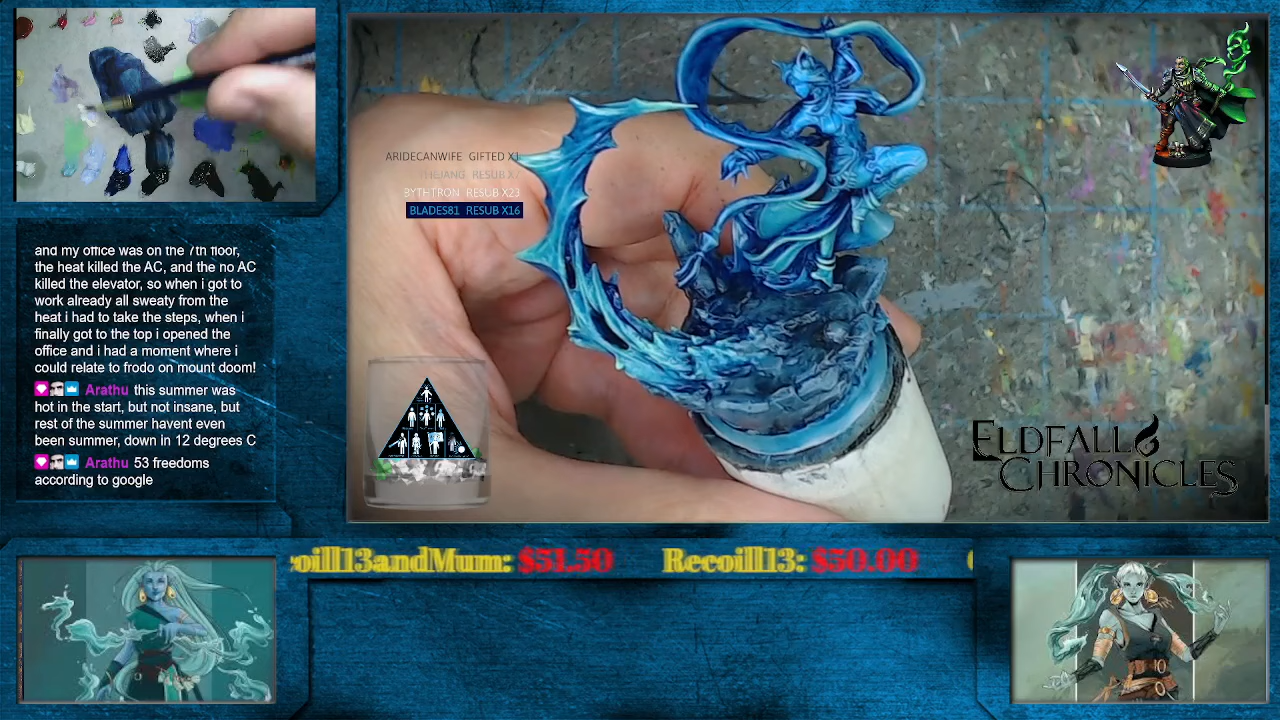 ARIDECANWIFE GIFTED X1
RESUB X7
BYTHTRON RESUB X23
BLADES81 RESUB X16
and my office was on the 7th floor,
the heat killed the AC, and the no AC
killed the elevator, so when i got to
work already all sweaty from the
heat i had to take the steps, when i
finally got to the top i opened the
office and i had a moment where i
could relate to frodo on mount doom!
Arathu this summer was
hot in the start, but not insane, but
rest of the summer havent even
been summer, down in 12 degrees C
Arathu 53 freedoms
according to google
ELDFALL
CHRONICLES
oill13andMum: $51.50 Recoill13: $50.00